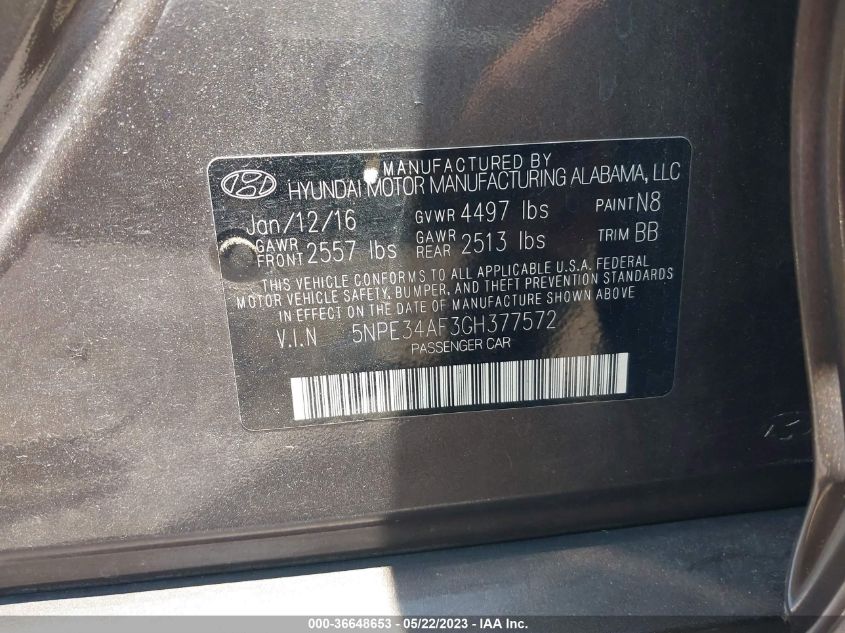 MANUFACTURED BY
HYUNDAI MOTOR MANUFACTURING ALABAMA, LLC
Jan/12/16 GVWR 4497 lbs PAINT N8
GAWR FRONT 2557 lbs GAWR REAR 2513 lbs TRIM BB
THIS VEHICLE CONFORMS TO ALL APPLICABLE U.S.A. FEDERAL
MOTOR VEHICLE SAFETY, BUMPER, AND THEFT PREVENTION STANDARDS
IN EFFECT ON THE DATE OF MANUFACTURE SHOWN ABOVE
V.I.N 5NPE34AF3GH377572
PASSENGER CAR
000-36648653 - 05/22/2023 - IAA, Inc.